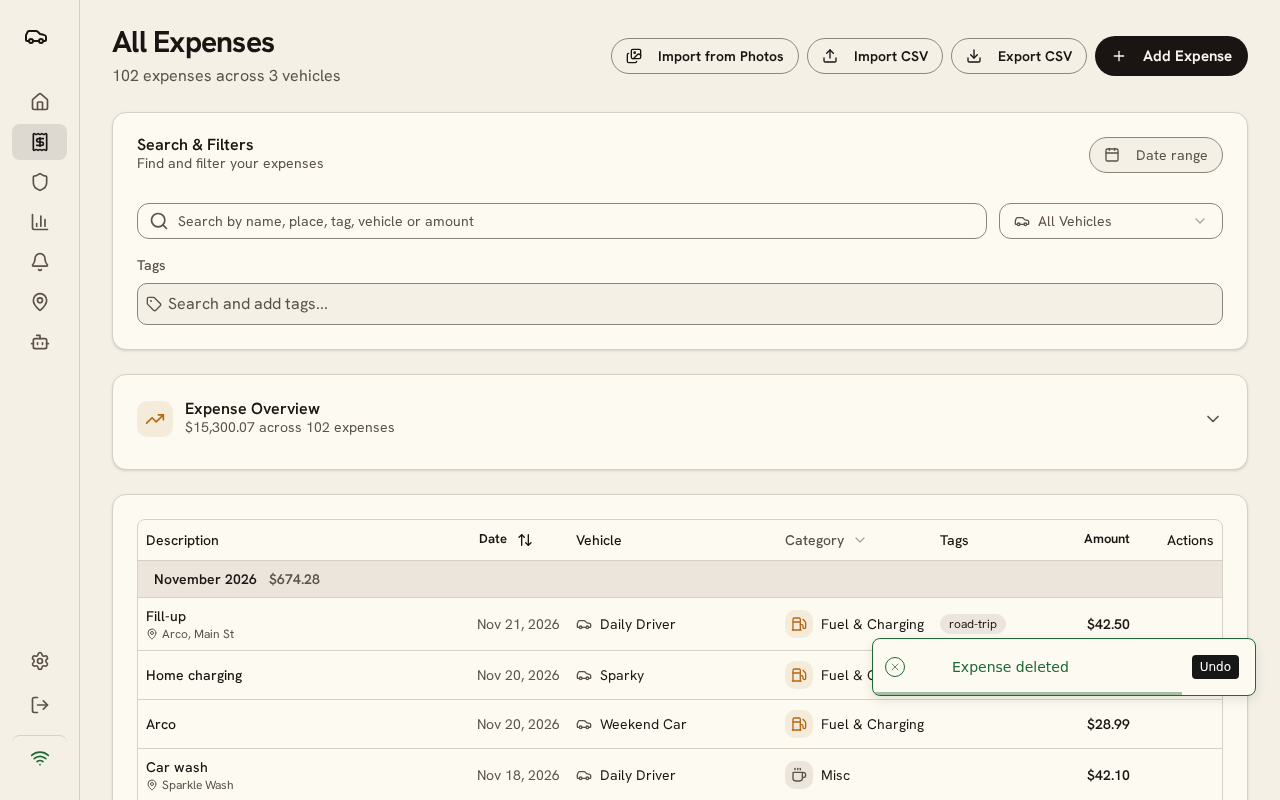 All Expenses
102 expenses across 3 vehicles
Import from Photos
Import CSV
Export CSV
Add Expense
Search & Filters
Find and filter your expenses
Date range
Search by name, place, tag, vehicle or amount
All Vehicles
Tags
Search and add tags...
Expense Overview
$15,300.07 across 102 expenses
Description Date Vehicle Category Tags Amount Actions
November 2026 $674.28
Fill-up
Arco, Main St
Nov 21, 2026 Daily Driver Fuel & Charging road-trip $42.50
Home charging Nov 20, 2026 Sparky Fuel &
Expense deleted Undo
Arco Nov 20, 2026 Weekend Car Fuel & Charging $28.99
Car wash
Sparkle Wash
Nov 18, 2026 Daily Driver Misc $42.10